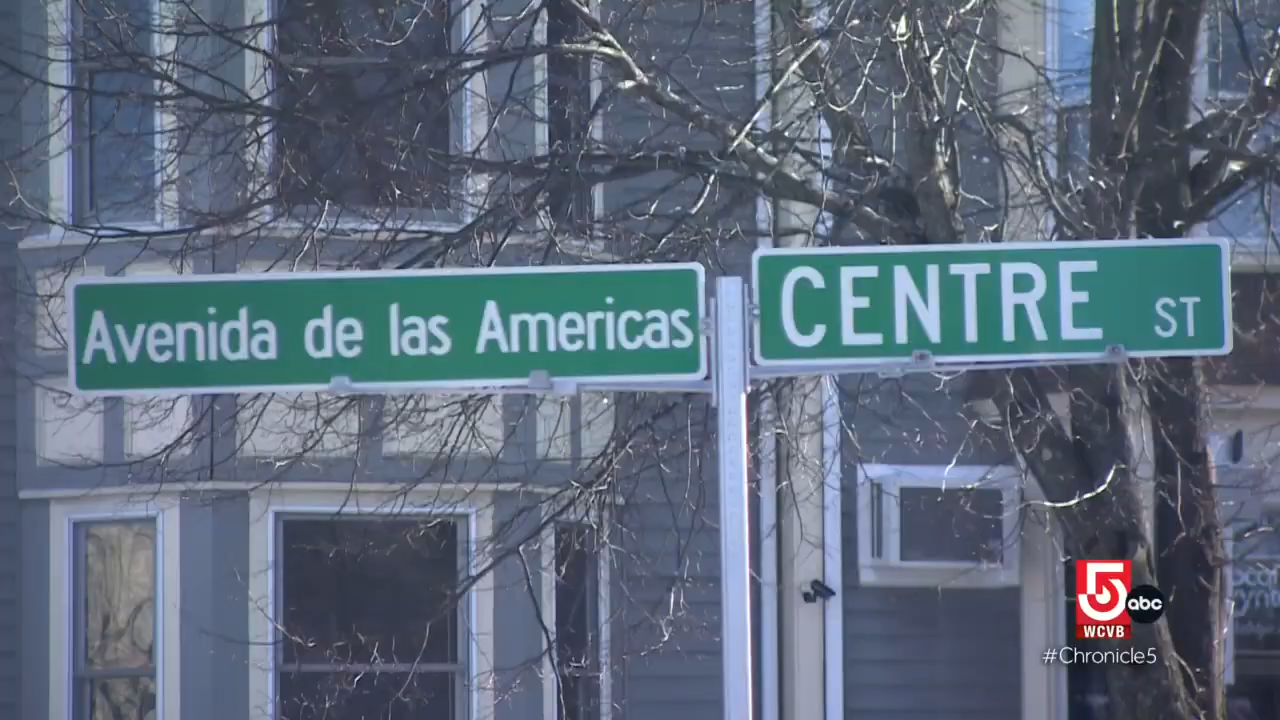 Avenida de las Americas
CENTRE ST
5
abc
WCVB
#Chronicle5